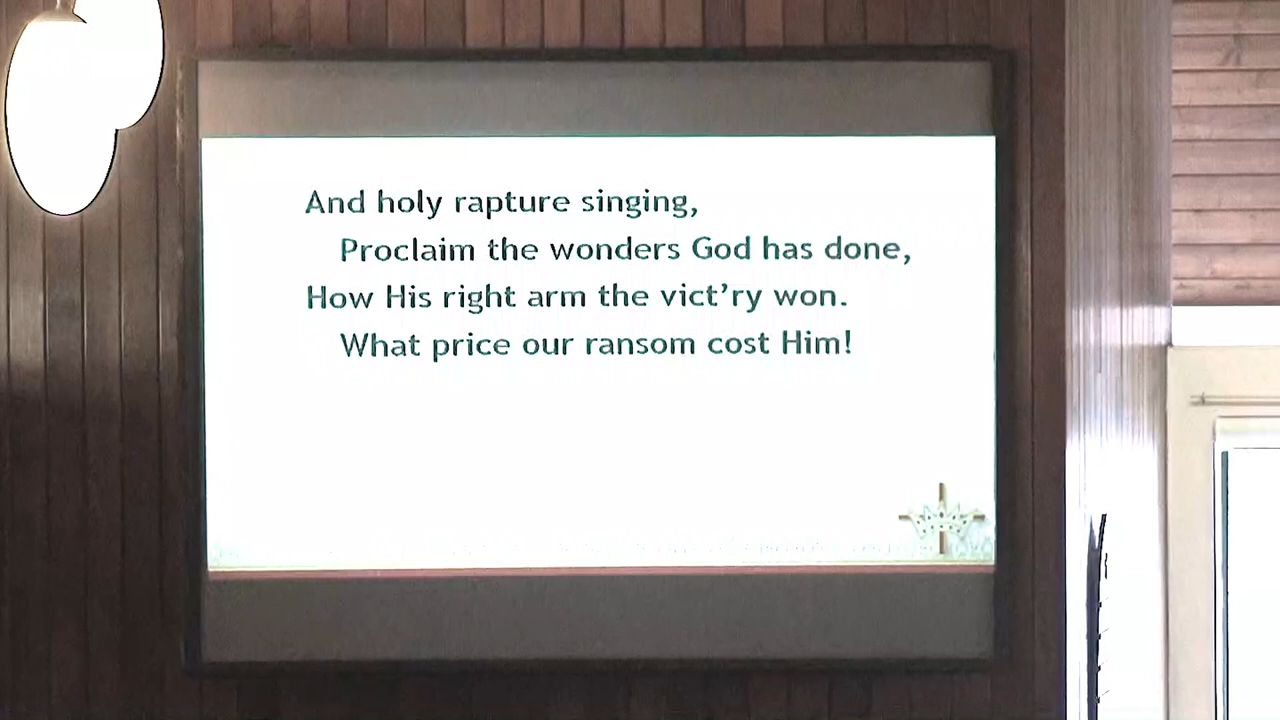 And holy rapture singing,
Proclaim the wonders God has done,
How His right arm the vict’ry won.
What price our ransom cost Him!